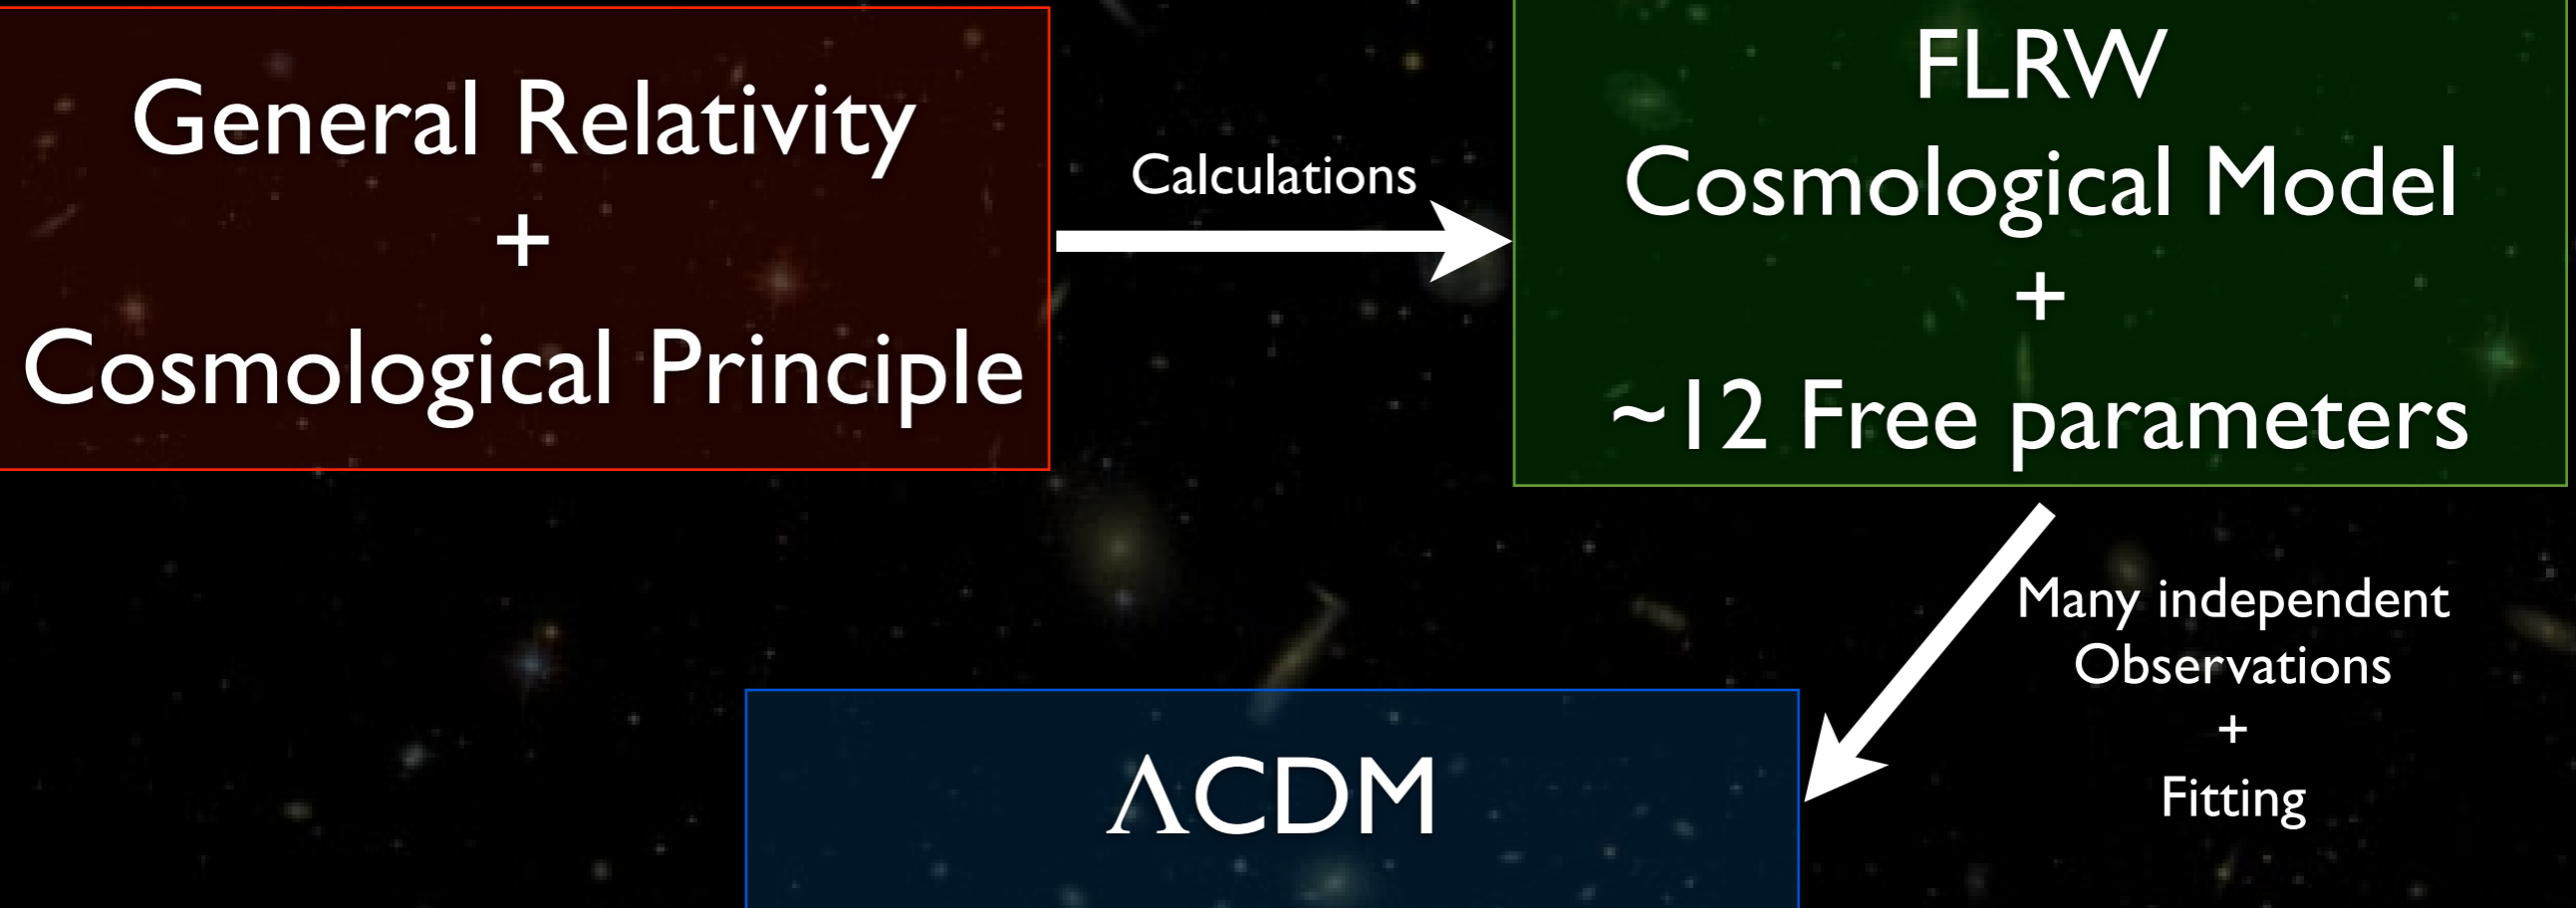 General Relativity
+
Cosmological Principle
Calculations
FLRW
Cosmological Model
+
~12 Free parameters
Many independent
Observations
+
Fitting
ΛCDM